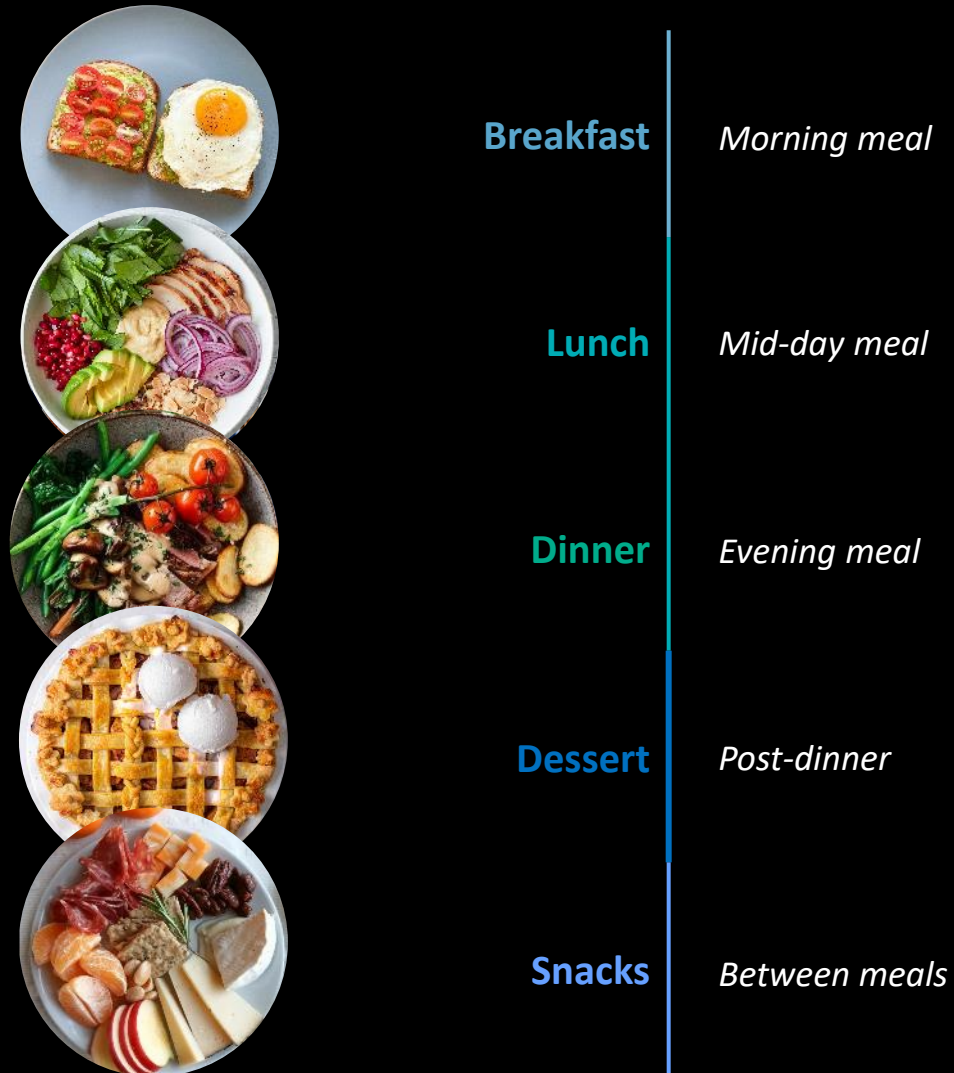 Breakfast
Morning meal
Lunch
Mid-day meal
Dinner
Evening meal
Dessert
Post-dinner
Snacks
Between meals